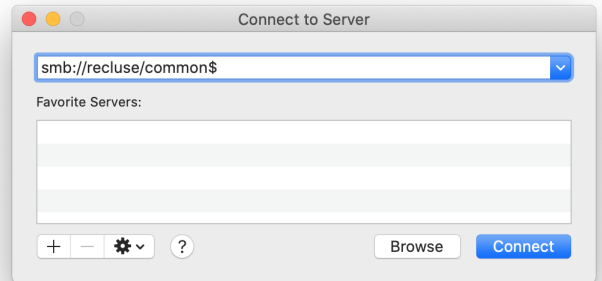 Connect to Server
smb://recluse/common$
Favorite Servers:
? Browse Connect